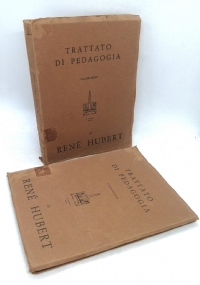 TRATTATO
DI PEDAGOGIA
RENÉ HUBERT
TRATTATO
DI PEDAGOGIA
RENÉ HUBERT